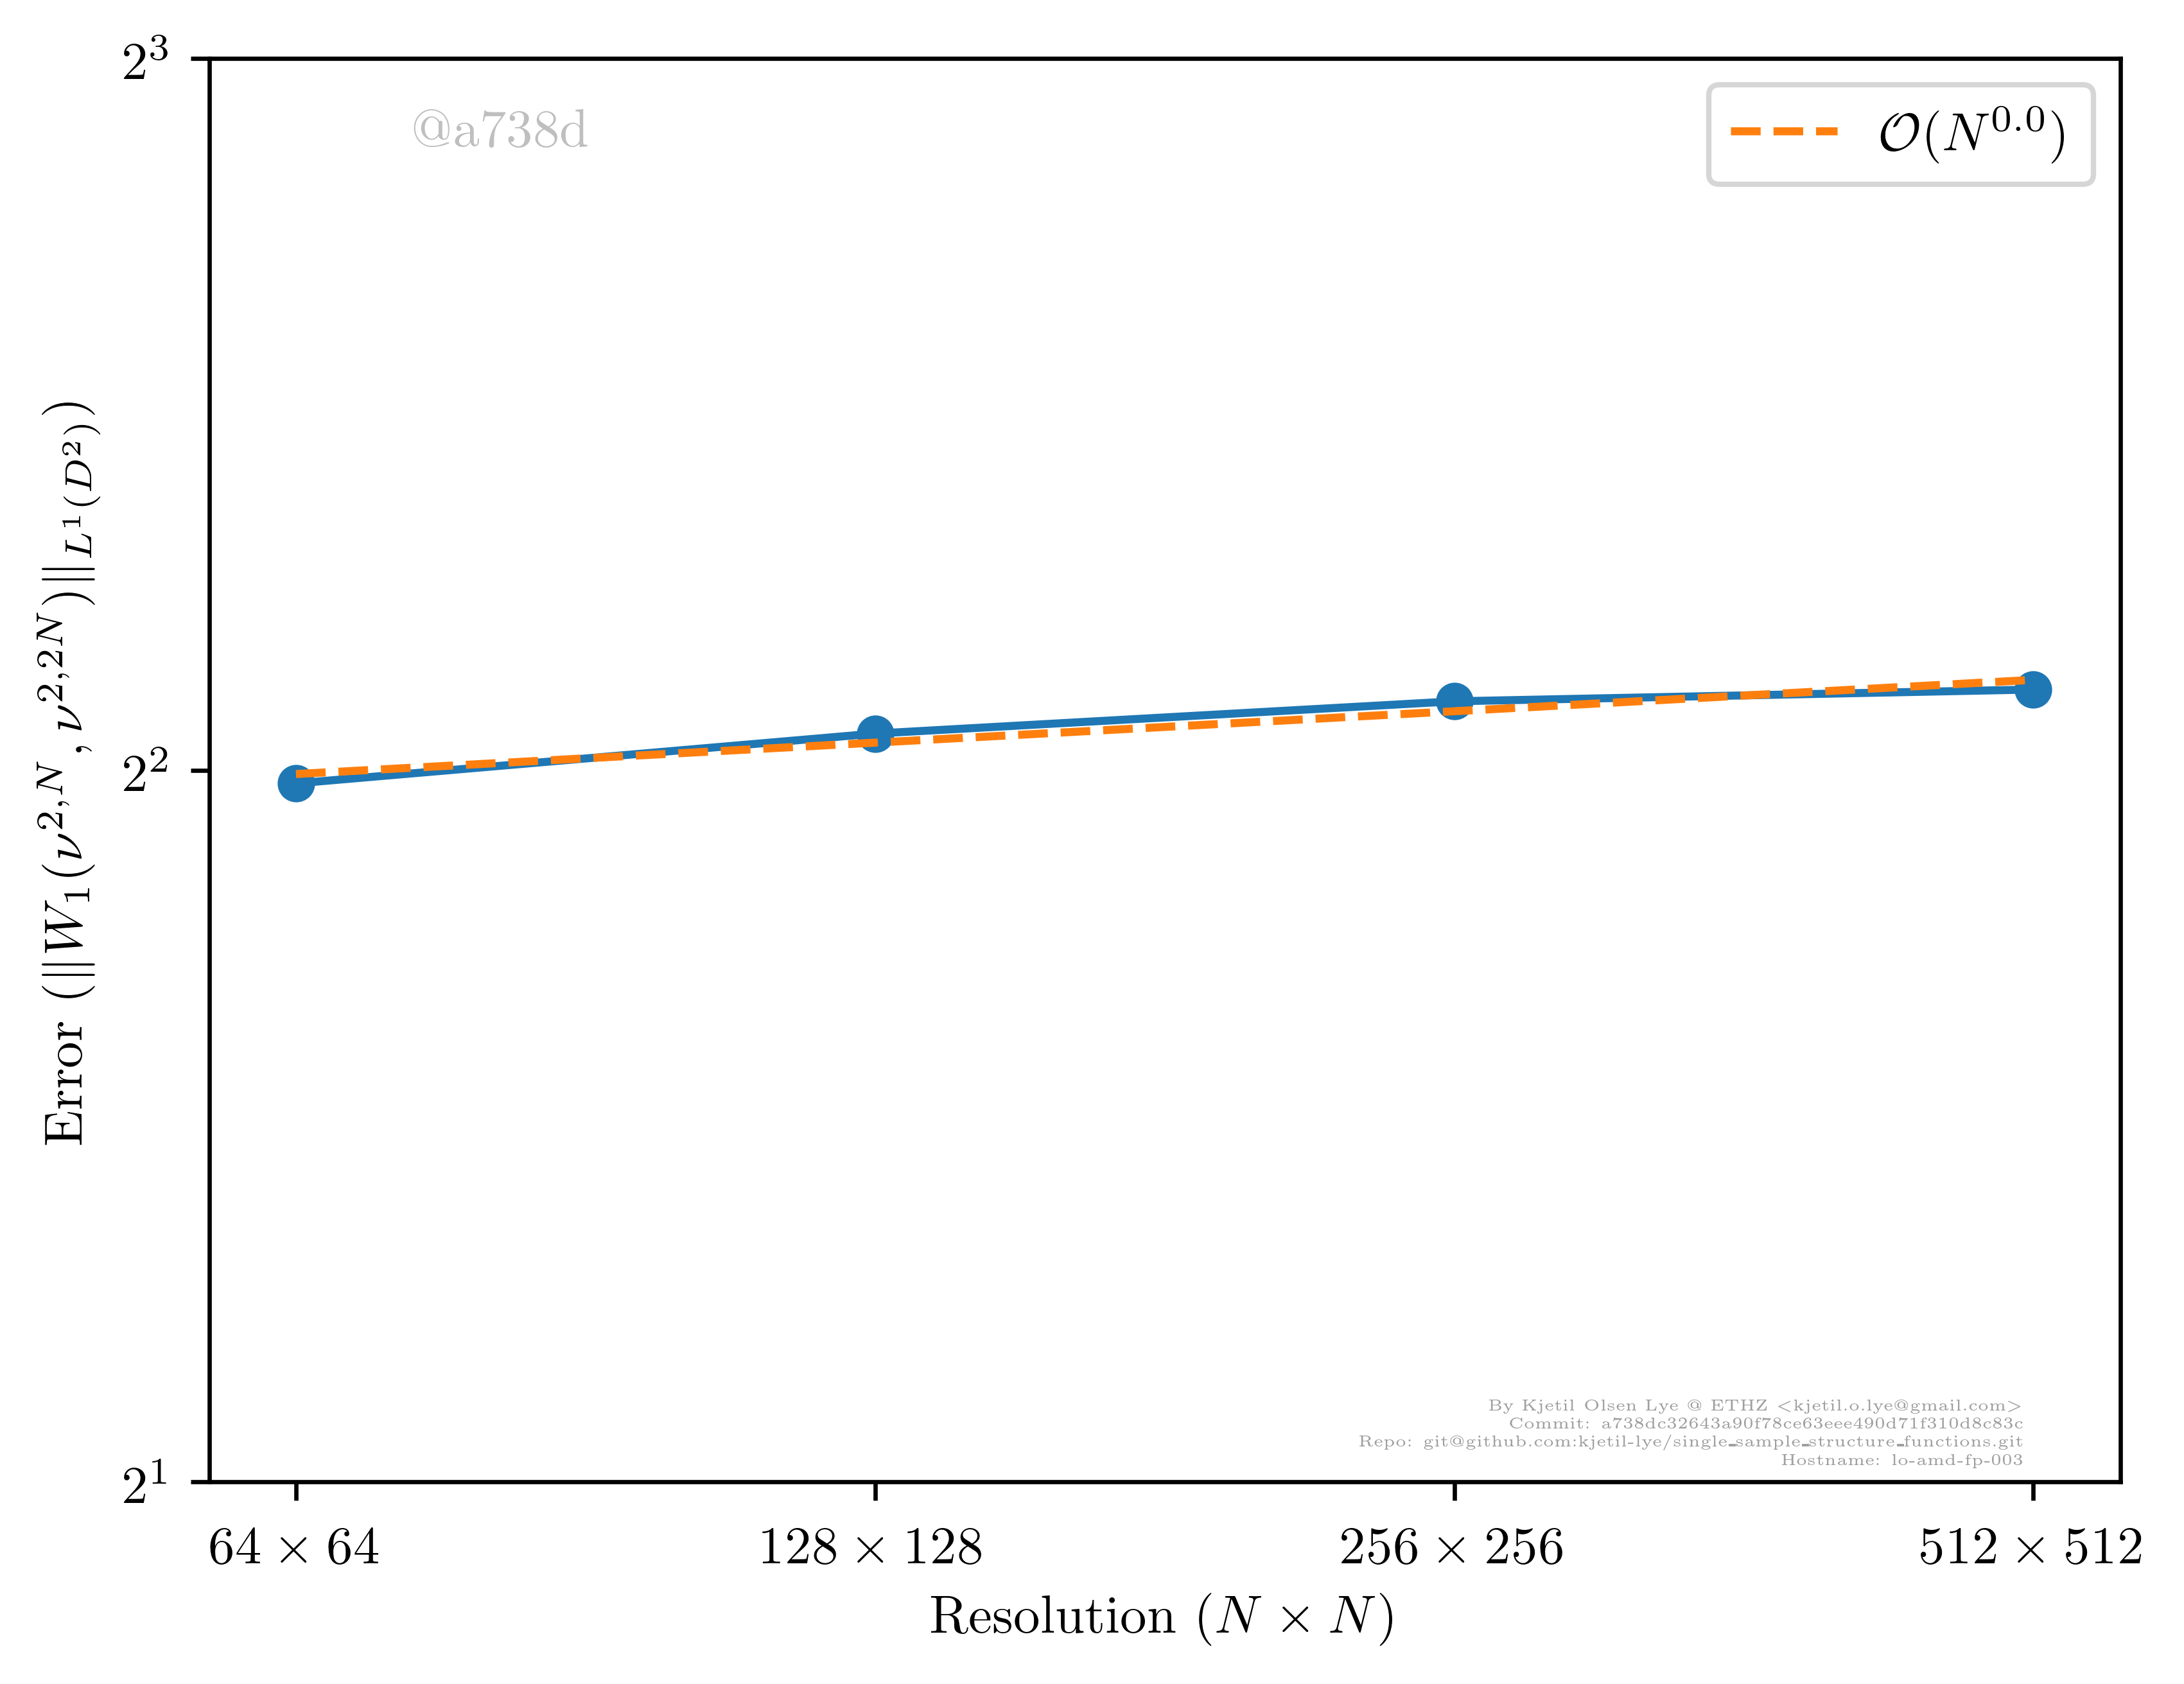 2^3
@a738d
O(N^{0.0})
Error (||W_1(ν^{2,N}, ν^{2,2N})||_{L^1(D^2)})
2^2
By Kjetil Olsen Lye @ ETHZ <kjetil.o.lye@gmail.com>
Commit: a738dc32643a90f78ce63eee490d71f310d8c83c
Repo: git@github.com:kjetil-lye/single_sample_structure_functions.git
Hostname: lo-amd-fp-003
2^1
64 × 64 128 × 128 256 × 256 512 × 512
Resolution (N × N)